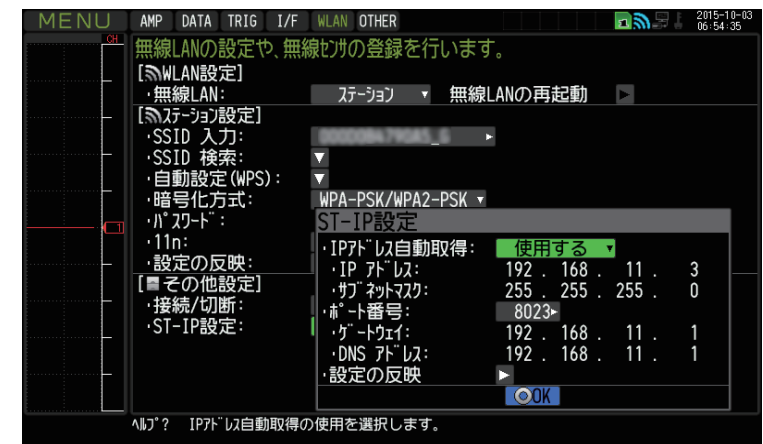 MENU AMP DATA TRIG I/F WLAN OTHER 2015-10-03
06:54:35
CH
無線LANの設定や、無線ｾﾝｻの登録を行います。
[WLAN設定]
･無線LAN: ｽﾃｰｼｮﾝ 無線LANの再起動
[ｽﾃｰｼｮﾝ設定]
･SSID 入力:
･SSID 検索:
･自動設定(WPS):
･暗号化方式: WPA-PSK/WPA2-PSK
･ﾊﾟｽﾜｰﾄﾞ:
･11n:
･設定の反映:
[その他設定]
･接続/切断:
･ST-IP設定:
1
ST-IP設定
･IPｱﾄﾞﾚｽ自動取得: 使用する
･IP ｱﾄﾞﾚｽ: 192 . 168 . 11 . 3
･ｻﾌﾞﾈｯﾄﾏｽｸ: 255 . 255 . 255 . 0
･ﾎﾟｰﾄ番号: 8023
･ｹﾞｰﾄｳｪｲ: 192 . 168 . 11 . 1
･DNS ｱﾄﾞﾚｽ: 192 . 168 . 11 . 1
･設定の反映
OK
ﾍﾙﾌﾟ? IPｱﾄﾞﾚｽ自動取得の使用を選択します。